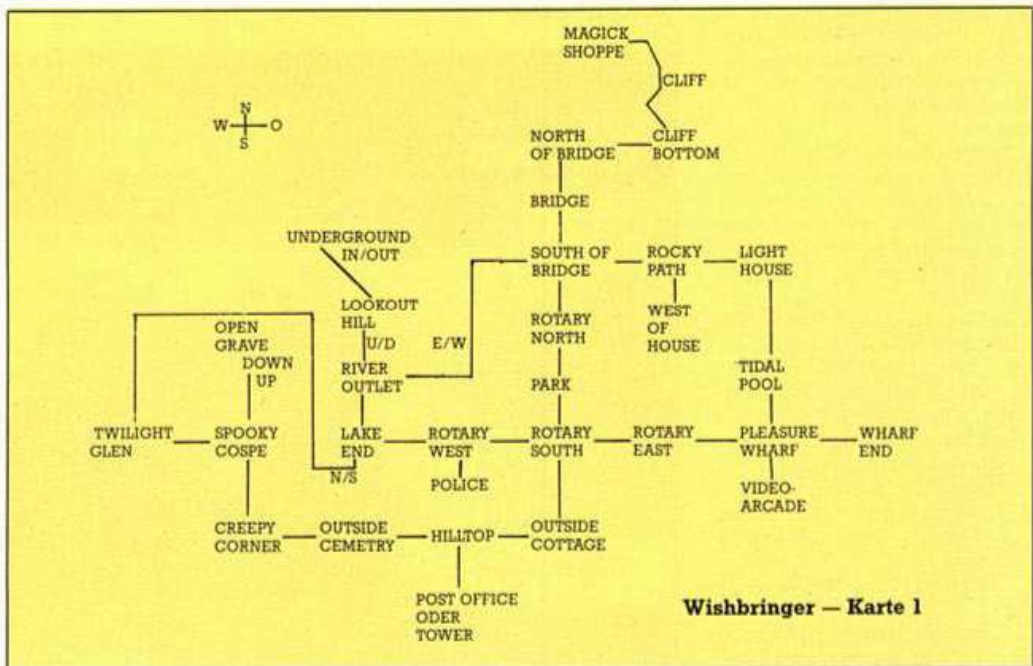 MAGICK
SHOPPE
CLIFF
N
W O
S
NORTH
OF BRIDGE
CLIFF
BOTTOM
BRIDGE
UNDERGROUND
IN/OUT
SOUTH OF
BRIDGE
ROCKY
PATH
LIGHT
HOUSE
LOOKOUT
HILL
WEST
OF
HOUSE
OPEN
GRAVE
ROTARY
NORTH
U/D
E/W
DOWN
UP
RIVER
OUTLET
PARK
TIDAL
POOL
TWILIGHT
GLEN
SPOOKY
COSPE
LAKE
END
ROTARY
WEST
ROTARY
SOUTH
ROTARY
EAST
PLEASURE
WHARF
WHARF
END
N/S
POLICE
VIDEO-
ARCADE
CREEPY
CORNER
OUTSIDE
CEMETRY
HILLTOP
OUTSIDE
COTTAGE
POST OFFICE
ODER
TOWER
Wishbringer — Karte 1